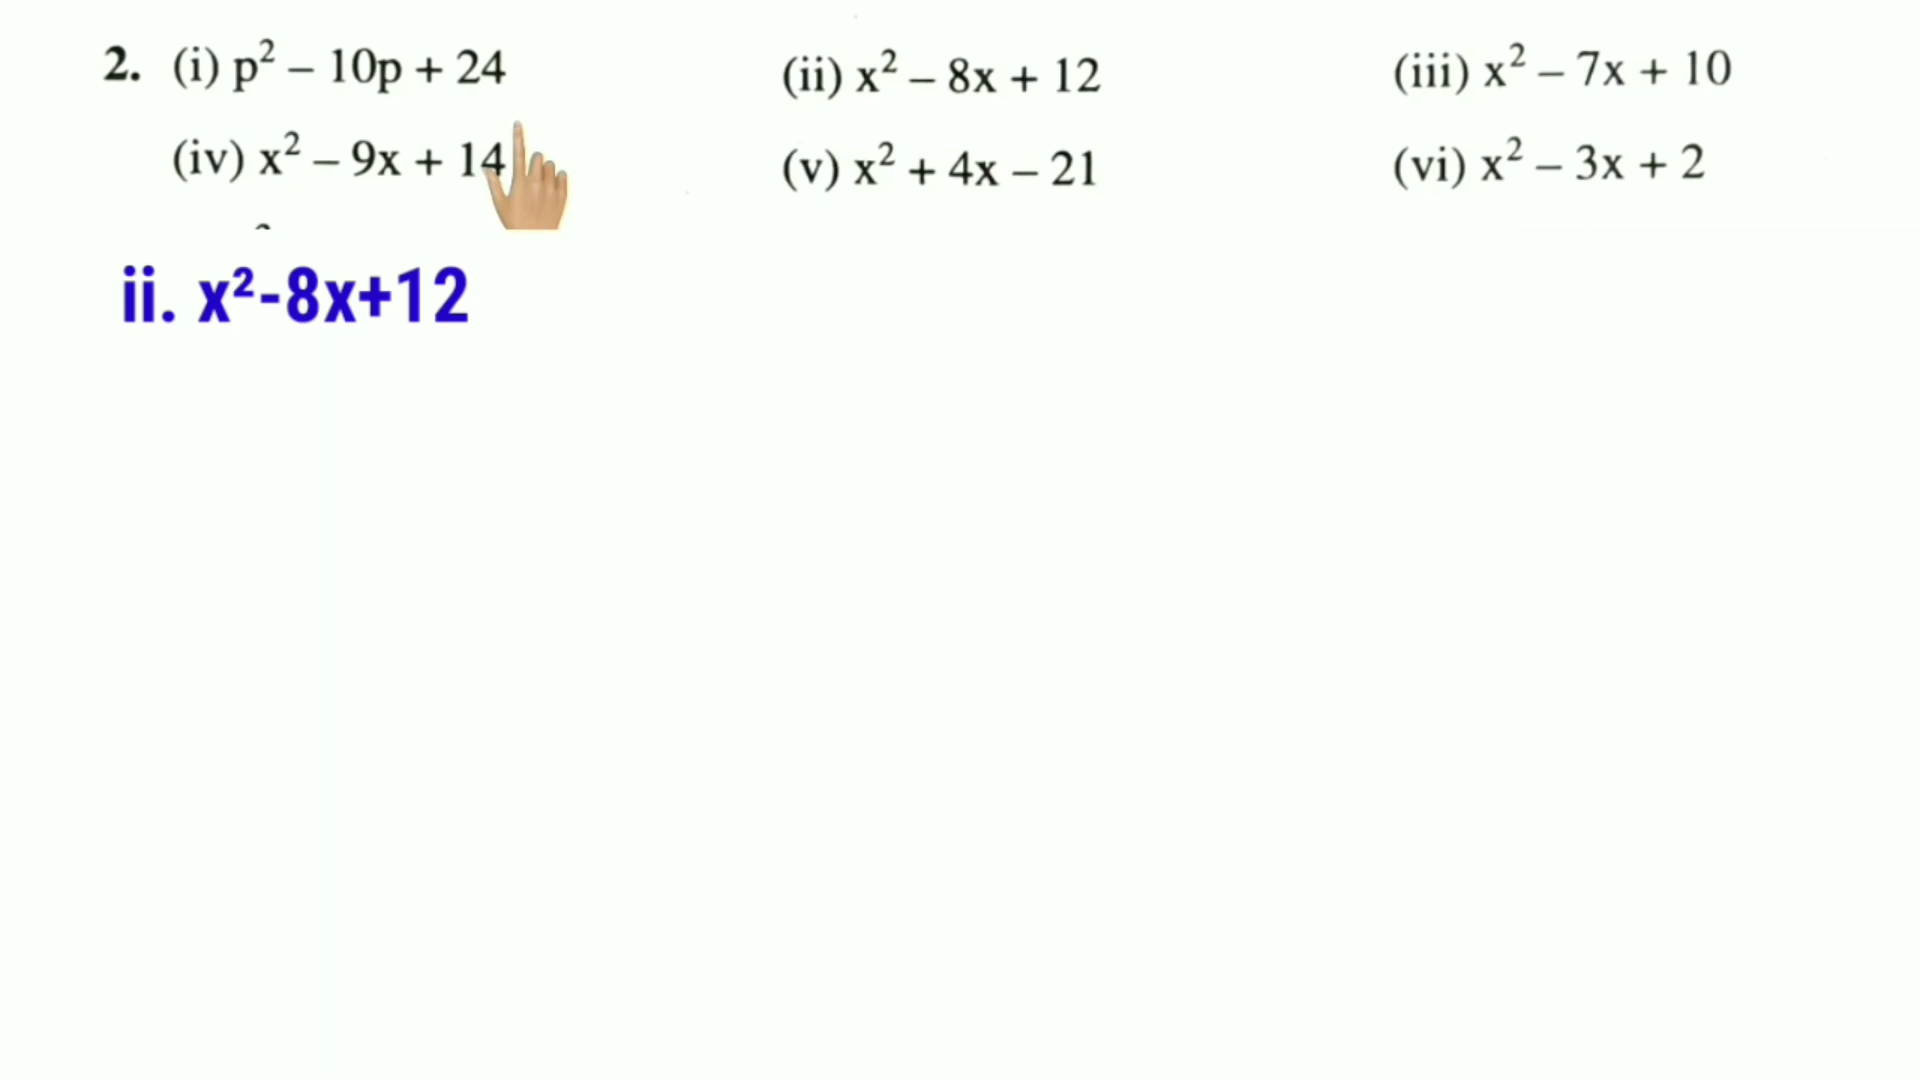 2. (i) p² – 10p + 24 (ii) x² – 8x + 12 (iii) x² – 7x + 10
(iv) x² – 9x + 14 (v) x² + 4x – 21 (vi) x² – 3x + 2
ii. x²-8x+12